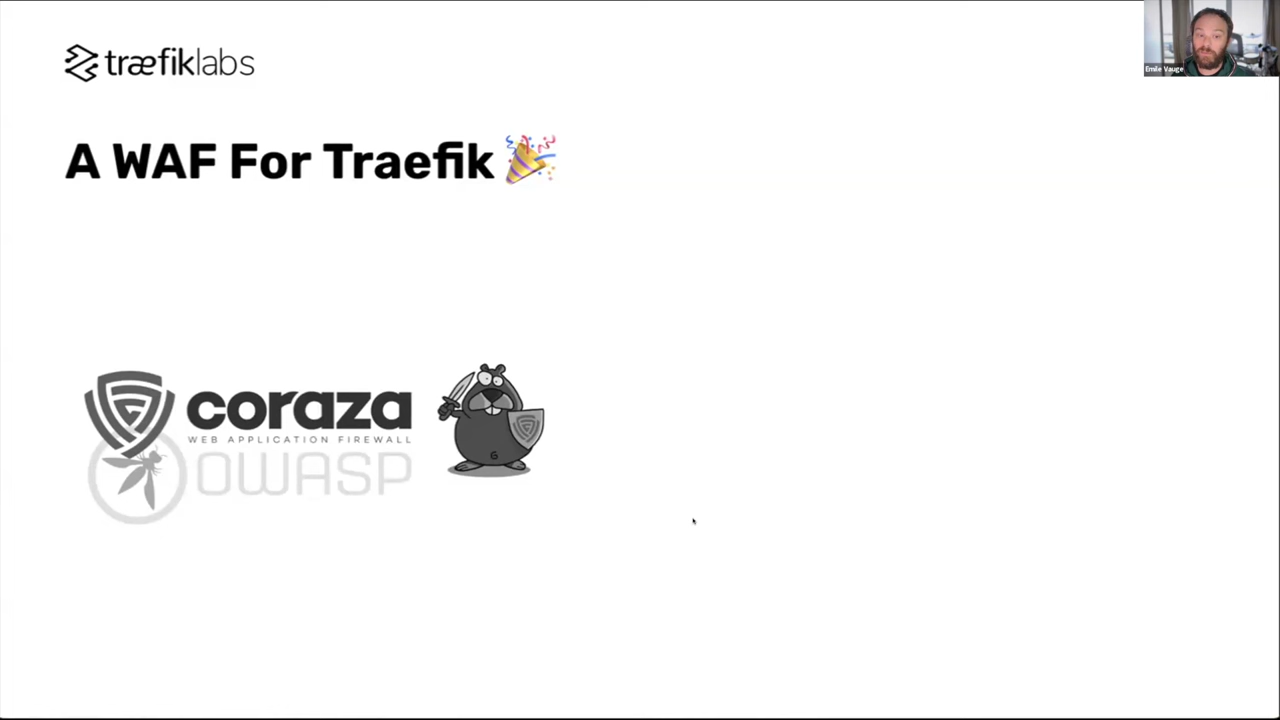 træfiklabs
Emile Vauge
A WAF For Traefik
coraza
WEB APPLICATION FIREWALL
OWASP
G